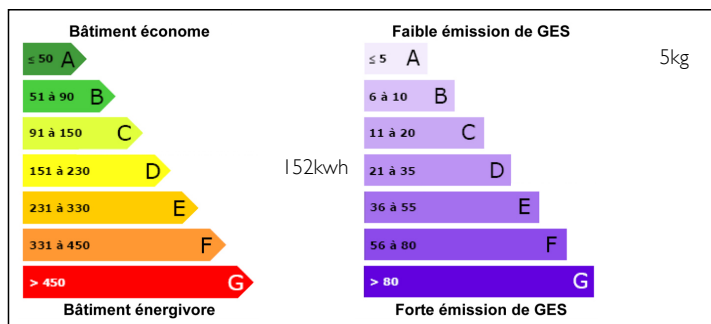 Bâtiment économe
≤ 50 A
51 à 90 B
91 à 150 C
151 à 230 D
152kwh
231 à 330 E
331 à 450 F
> 450 G
Bâtiment énergivore
Faible émission de GES
≤ 5 A
5kg
6 à 10 B
11 à 20 C
21 à 35 D
36 à 55 E
56 à 80 F
> 80 G
Forte émission de GES